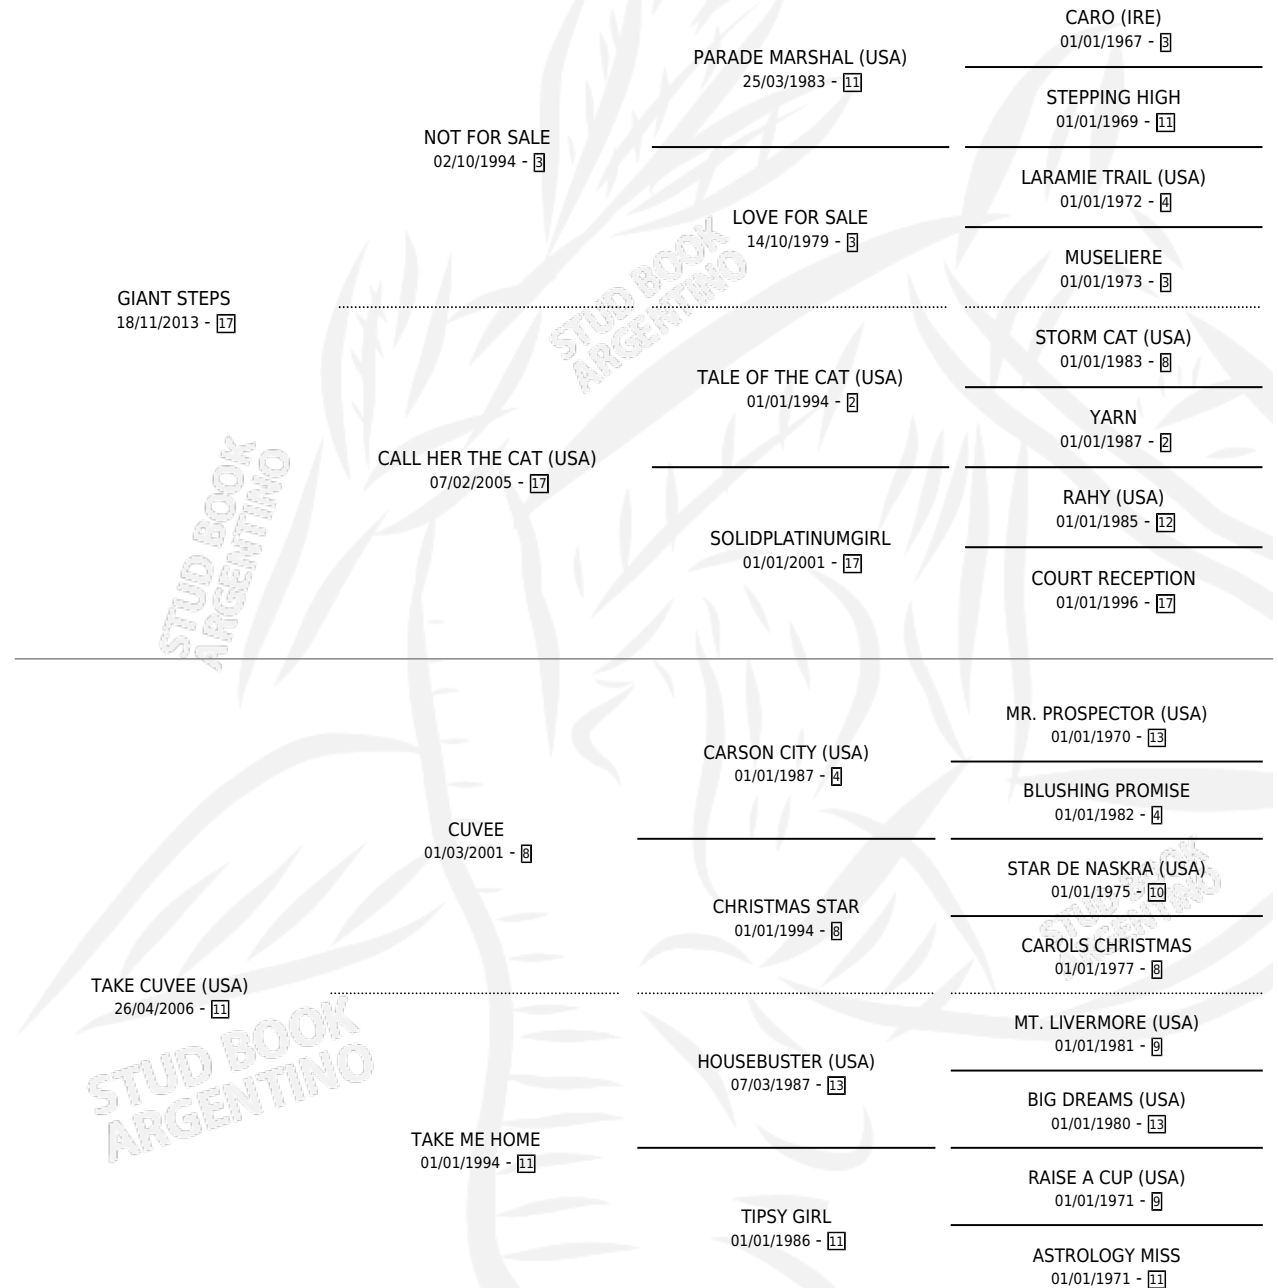 CARO (IRE)
01/01/1967 - 3
PARADE MARSHAL (USA)
25/03/1983 - 11
STEPPING HIGH
01/01/1969 - 11
NOT FOR SALE
02/10/1994 - 3
LARAMIE TRAIL (USA)
01/01/1972 - 4
LOVE FOR SALE
14/10/1979 - 3
MUSELIERE
01/01/1973 - 3
GIANT STEPS
18/11/2013 - 17
STORM CAT (USA)
01/01/1983 - 8
TALE OF THE CAT (USA)
01/01/1994 - 2
YARN
01/01/1987 - 2
CALL HER THE CAT (USA)
07/02/2005 - 17
RAHY (USA)
01/01/1985 - 12
SOLIDPLATINUMGIRL
01/01/2001 - 17
COURT RECEPTION
01/01/1996 - 17
MR. PROSPECTOR (USA)
01/01/1970 - 13
CARSON CITY (USA)
01/01/1987 - 4
BLUSHING PROMISE
01/01/1982 - 4
CUVEE
01/03/2001 - 8
STAR DE NASKRA (USA)
01/01/1975 - 10
CHRISTMAS STAR
01/01/1994 - 8
CAROLS CHRISTMAS
01/01/1977 - 8
TAKE CUVEE (USA)
26/04/2006 - 11
MT. LIVERMORE (USA)
01/01/1981 - 9
HOUSEBUSTER (USA)
07/03/1987 - 13
BIG DREAMS (USA)
01/01/1980 - 13
TAKE ME HOME
01/01/1994 - 11
RAISE A CUP (USA)
01/01/1971 - 9
TIPSY GIRL
01/01/1986 - 11
ASTROLOGY MISS
01/01/1971 - 11
STUD BOOK
ARGENTINO
STUD BOOK
ARGENTINO
STUD BOOK
ARGENTINO
STUD BOOK
ARGENTINO